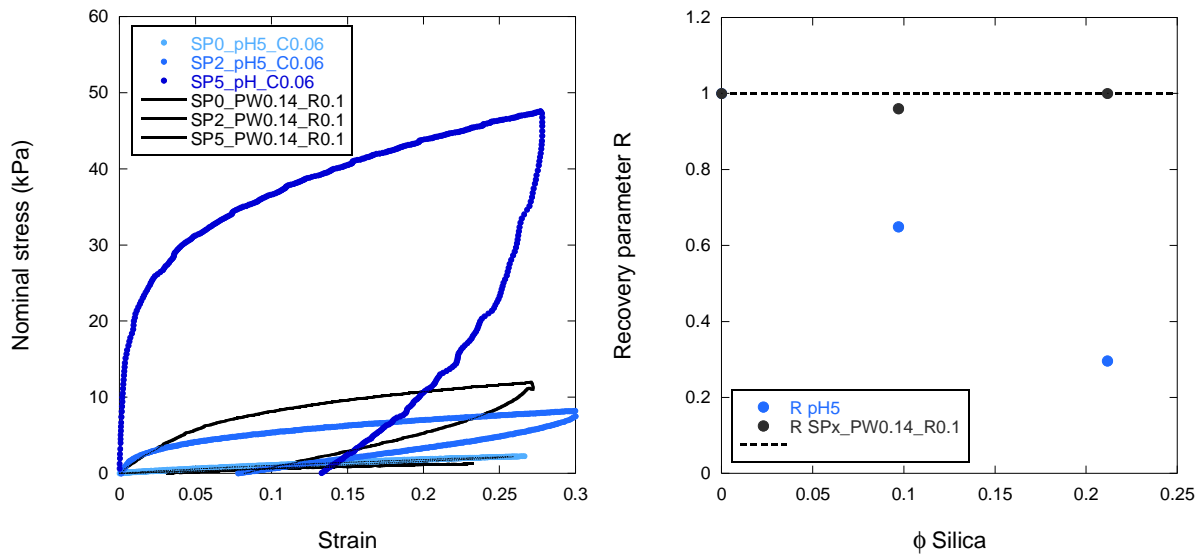 60
50
40
30
20
10
0
Nominal stress (kPa)
SP0_pH5_C0.06
SP2_pH5_C0.06
SP5_pH_C0.06
SP0_PW0.14_R0.1
SP2_PW0.14_R0.1
SP5_PW0.14_R0.1
0 0.05 0.1 0.15 0.2 0.25 0.3
Strain
1.2
1
0.8
0.6
0.4
0.2
0
Recovery parameter R
R pH5
R SPx_PW0.14_R0.1
0 0.05 0.1 0.15 0.2 0.25
ϕ Silica